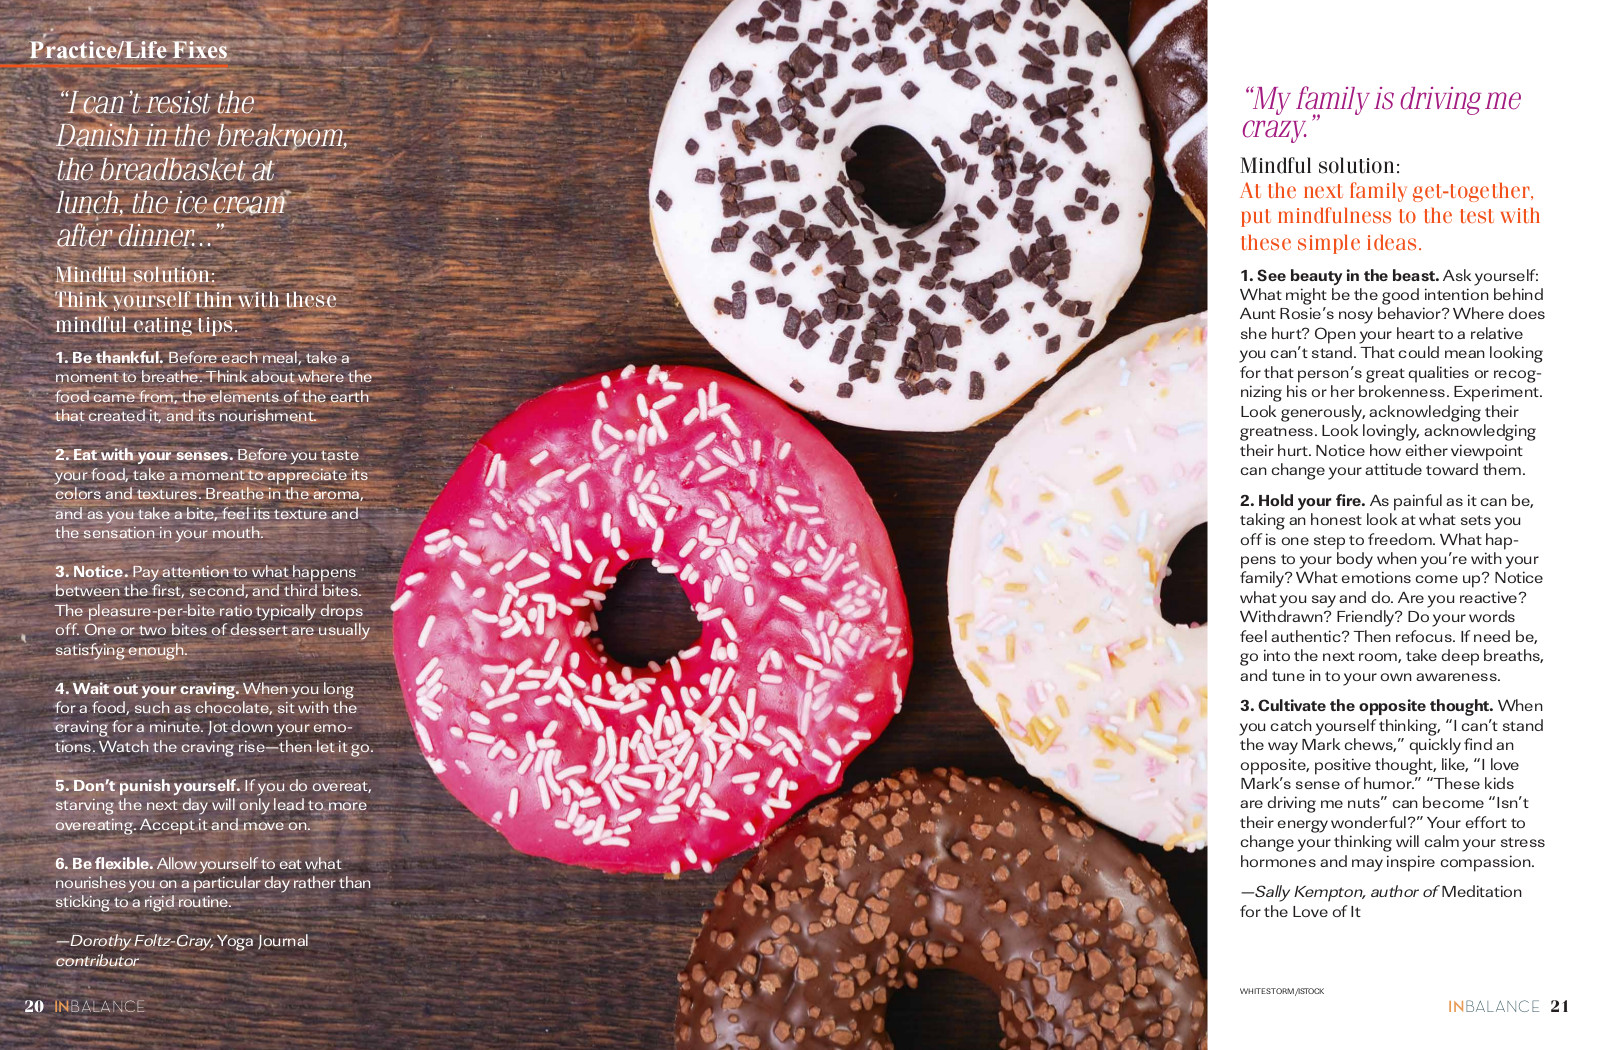 Practice/Life Fixes
“I can’t resist the
Danish in the breakroom,
the breadbasket at
lunch, the ice cream
after dinner...”
Mindful solution:
Think yourself thin with these
mindful eating tips.
1. Be thankful. Before each meal, take a
moment to breathe. Think about where the
food came from, the elements of the earth
that created it, and its nourishment.
2. Eat with your senses. Before you taste
your food, take a moment to appreciate its
colors and textures. Breathe in the aroma,
and as you take a bite, feel its texture and
the sensation in your mouth.
3. Notice. Pay attention to what happens
between the first, second, and third bites.
The pleasure-per-bite ratio typically drops
off. One or two bites of dessert are usually
satisfying enough.
4. Wait out your craving. When you long
for a food, such as chocolate, sit with the
craving for a minute. Jot down your emo-
tions. Watch the craving rise—then let it go.
5. Don’t punish yourself. If you do overeat,
starving the next day will only lead to more
overeating. Accept it and move on.
6. Be flexible. Allow yourself to eat what
nourishes you on a particular day rather than
sticking to a rigid routine.
—Dorothy Foltz-Gray, Yoga Journal
contributor
20 INBALANCE
“My family is driving me
crazy.”
Mindful solution:
At the next family get-together,
put mindfulness to the test with
these simple ideas.
1. See beauty in the beast. Ask yourself:
What might be the good intention behind
Aunt Rosie’s nosy behavior? Where does
she hurt? Open your heart to a relative
you can’t stand. That could mean looking
for that person’s great qualities or recog-
nizing his or her brokenness. Experiment.
Look generously, acknowledging their
greatness. Look lovingly, acknowledging
their hurt. Notice how either viewpoint
can change your attitude toward them.
2. Hold your fire. As painful as it can be,
taking an honest look at what sets you
off is one step to freedom. What hap-
pens to your body when you’re with your
family? What emotions come up? Notice
what you say and do. Are you reactive?
Withdrawn? Friendly? Do your words
feel authentic? Then refocus. If need be,
go into the next room, take deep breaths,
and tune in to your own awareness.
3. Cultivate the opposite thought. When
you catch yourself thinking, “I can’t stand
the way Mark chews,” quickly find an
opposite, positive thought, like, “I love
Mark’s sense of humor.” “These kids
are driving me nuts” can become “Isn’t
their energy wonderful?” Your effort to
change your thinking will calm your stress
hormones and may inspire compassion.
—Sally Kempton, author of Meditation
for the Love of It
WHITESTORM/ISTOCK
INBALANCE 21